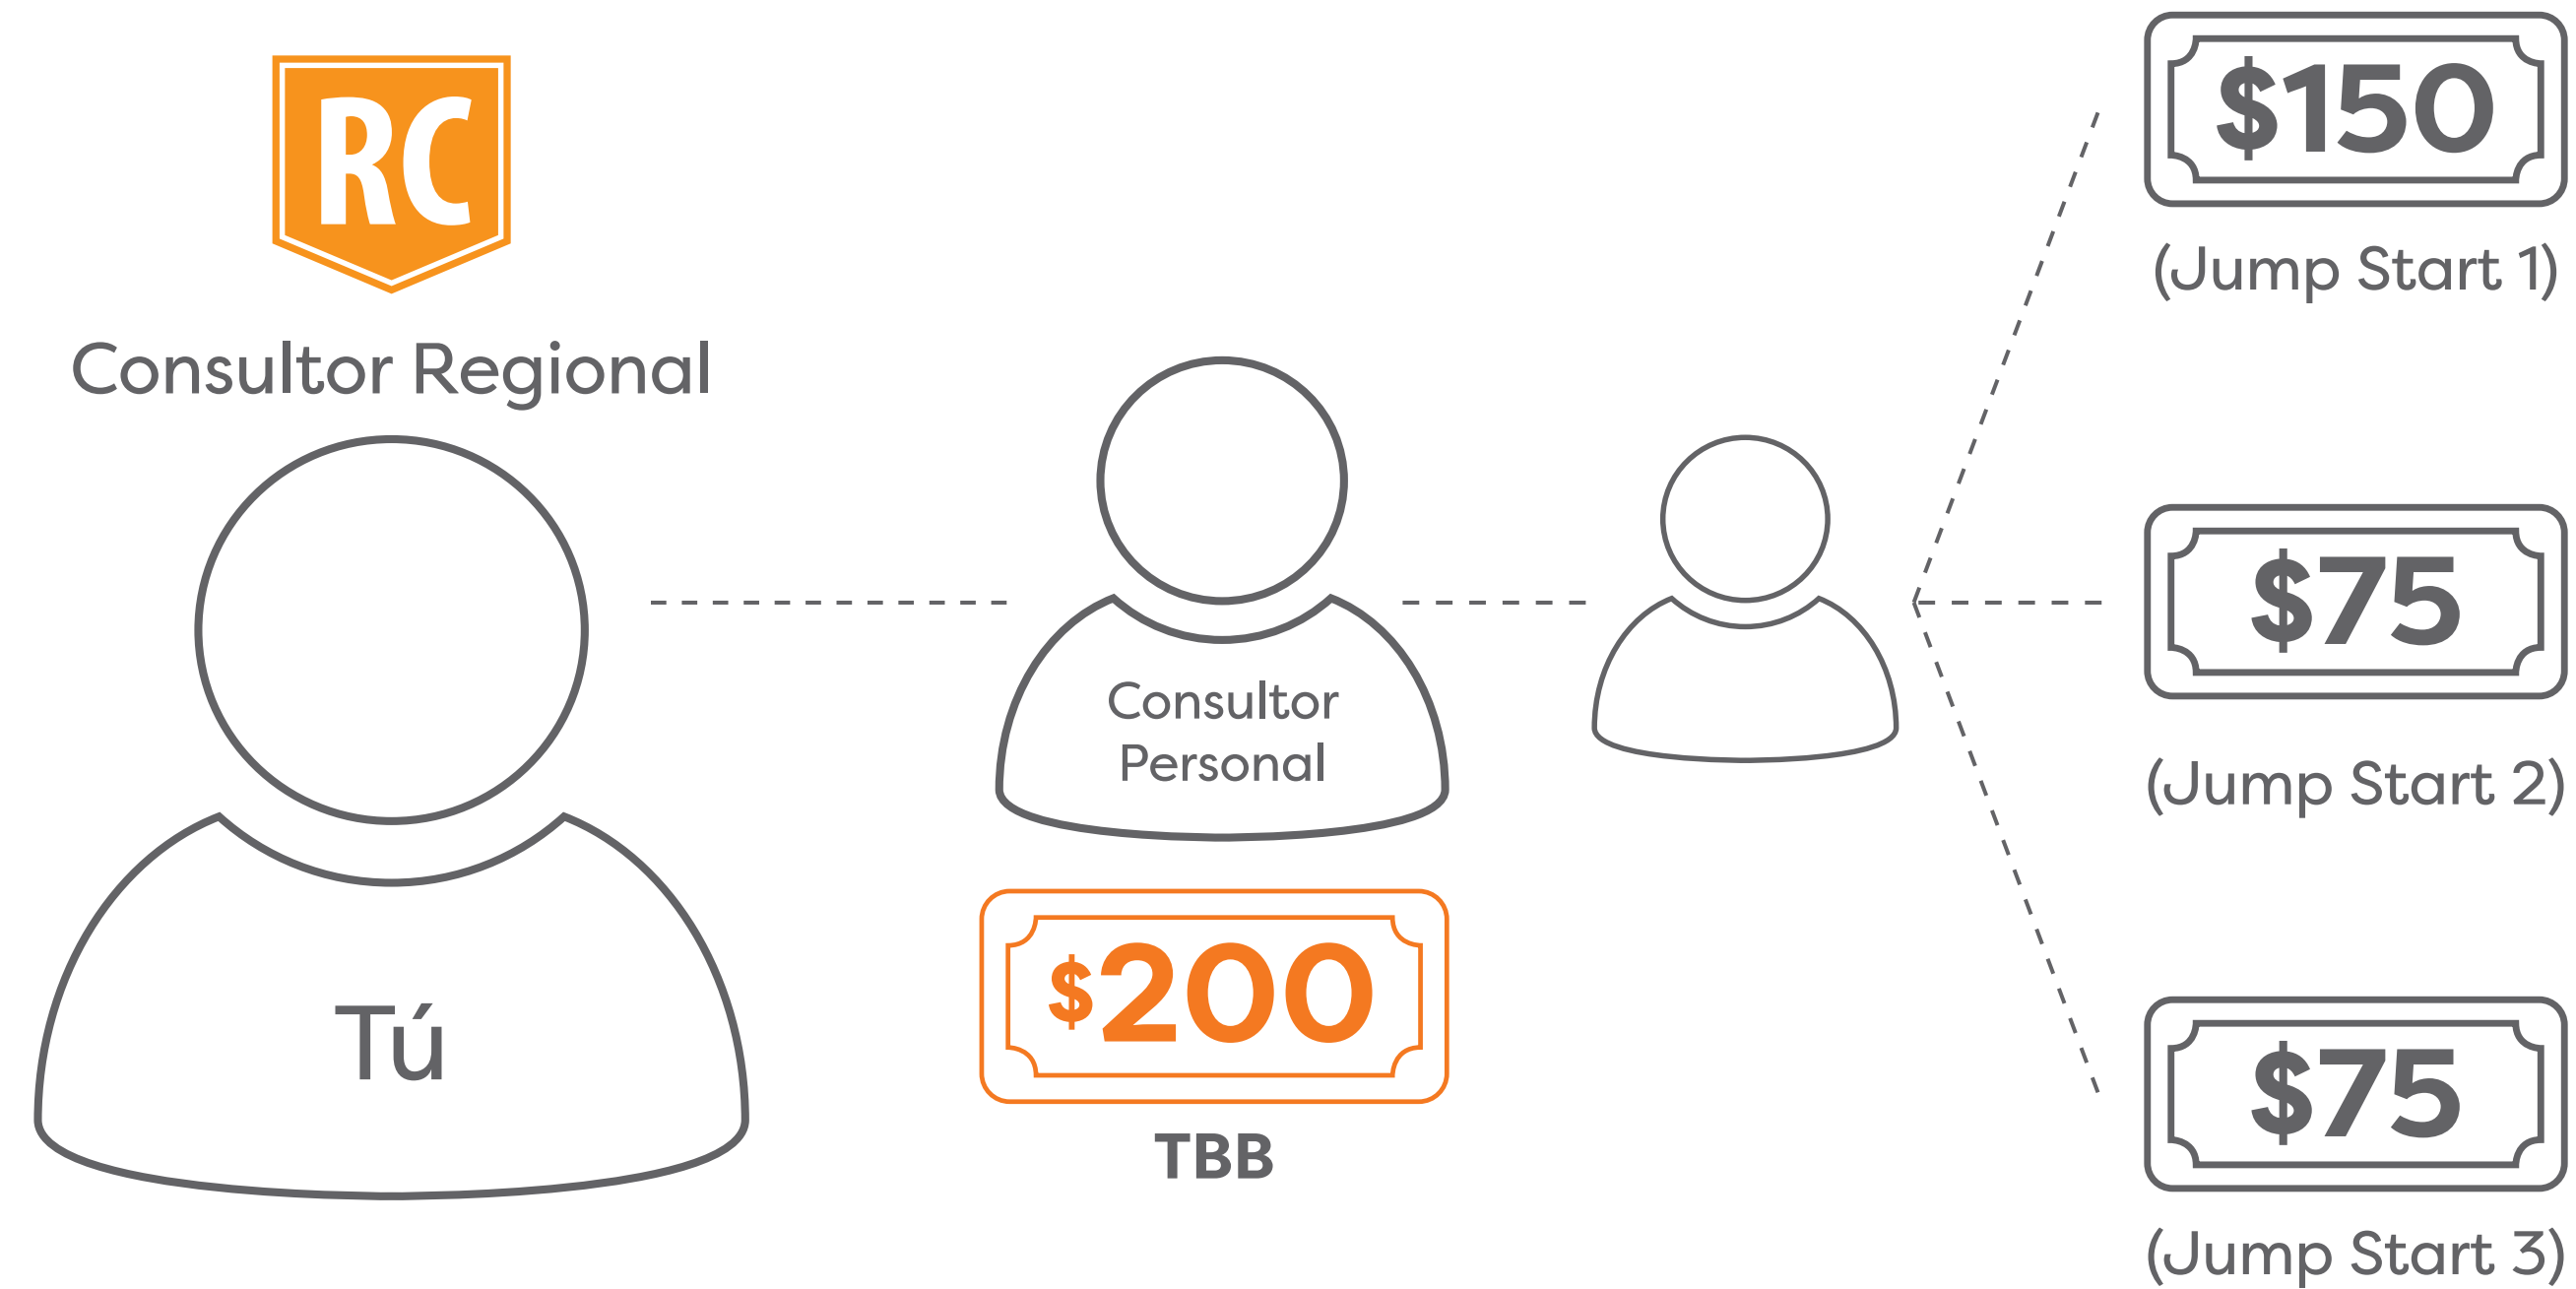 RC
Consultor Regional
Tú
Consultor
Personal
$200
TBB
$150
(Jump Start 1)
$75
(Jump Start 2)
$75
(Jump Start 3)